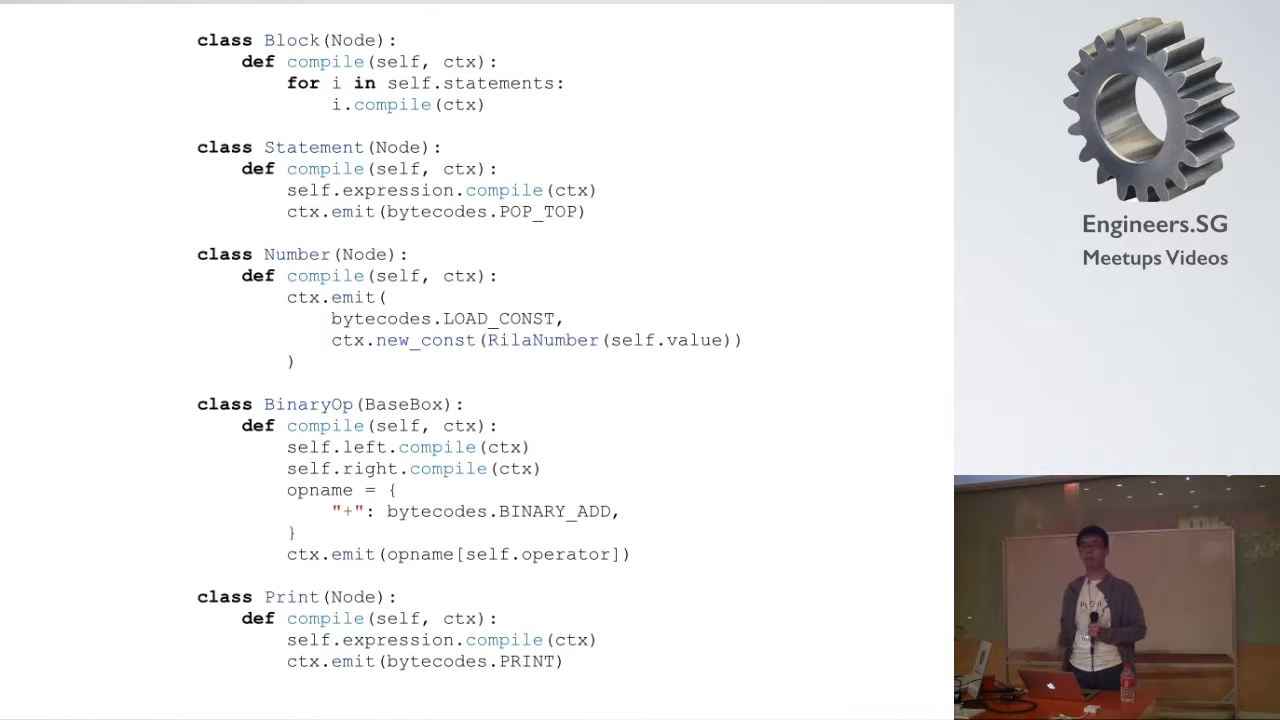 class Block(Node):
    def compile(self, ctx):
        for i in self.statements:
            i.compile(ctx)
class Statement(Node):
    def compile(self, ctx):
        self.expression.compile(ctx)
        ctx.emit(bytecodes.POP_TOP)
class Number(Node):
    def compile(self, ctx):
        ctx.emit(
            bytecodes.LOAD_CONST,
            ctx.new_const(RilaNumber(self.value))
        )
class BinaryOp(BaseBox):
    def compile(self, ctx):
        self.left.compile(ctx)
        self.right.compile(ctx)
        opname = {
            "+": bytecodes.BINARY_ADD,
        }
        ctx.emit(opname[self.operator])
class Print(Node):
    def compile(self, ctx):
        self.expression.compile(ctx)
        ctx.emit(bytecodes.PRINT)
Engineers.SG
Meetups Videos